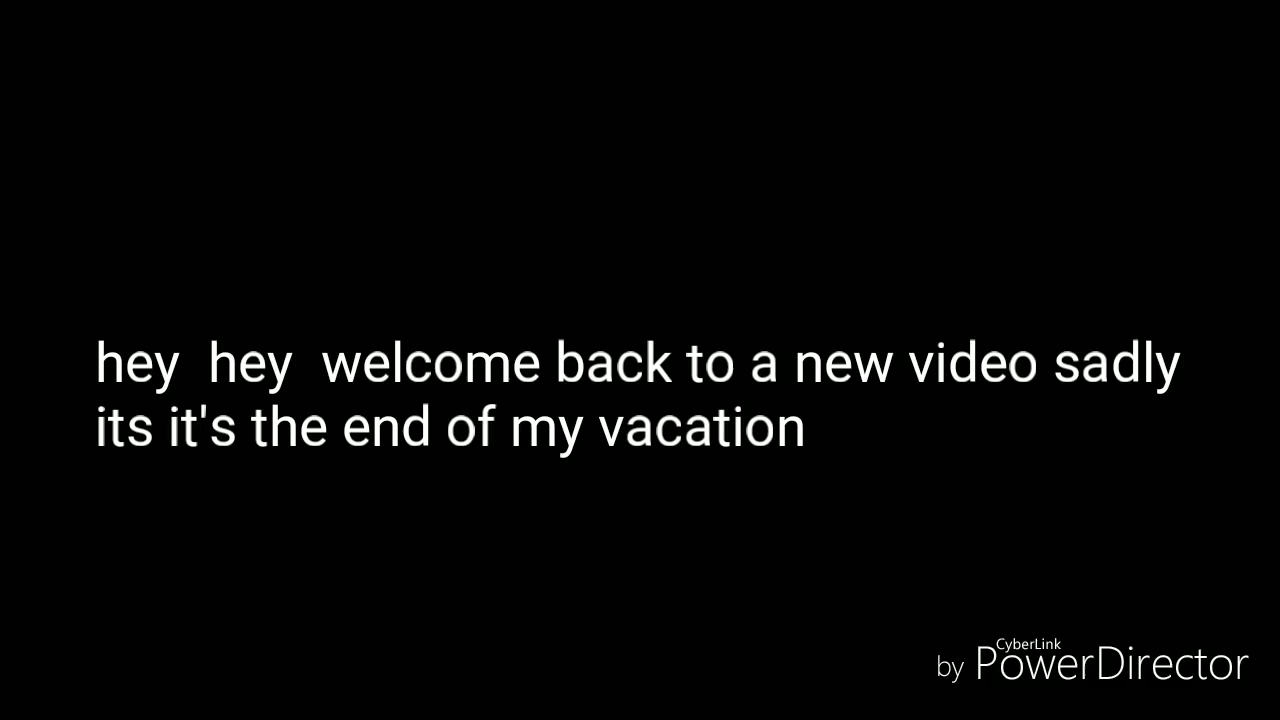 hey  hey  welcome back to a new video sadly
its it's the end of my vacation
CyberLink
by PowerDirector